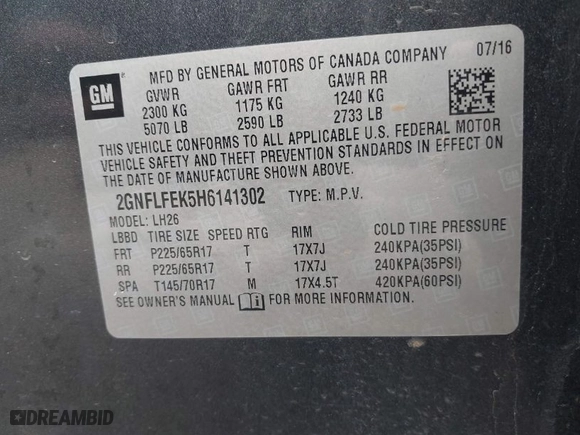 MFD BY GENERAL MOTORS OF CANADA COMPANY 07/16
GM
GVWR GAWR FRT GAWR RR
2300 KG 1175 KG 1240 KG
5070 LB 2590 LB 2733 LB
THIS VEHICLE CONFORMS TO ALL APPLICABLE U.S. FEDERAL MOTOR
VEHICLE SAFETY AND THEFT PREVENTION STANDARDS IN EFFECT ON
THE DATE OF MANUFACTURE SHOWN ABOVE.
2GNFLFEK5H6141302 TYPE: M.P.V.
MODEL: LH26
LBBD TIRE SIZE SPEED RTG RIM COLD TIRE PRESSURE
FRT P225/65R17 T 17X7J 240KPA(35PSI)
RR P225/65R17 T 17X7J 240KPA(35PSI)
SPA T145/70R17 M 17X4.5T 420KPA(60PSI)
SEE OWNER'S MANUAL FOR MORE INFORMATION.
DREAMBID